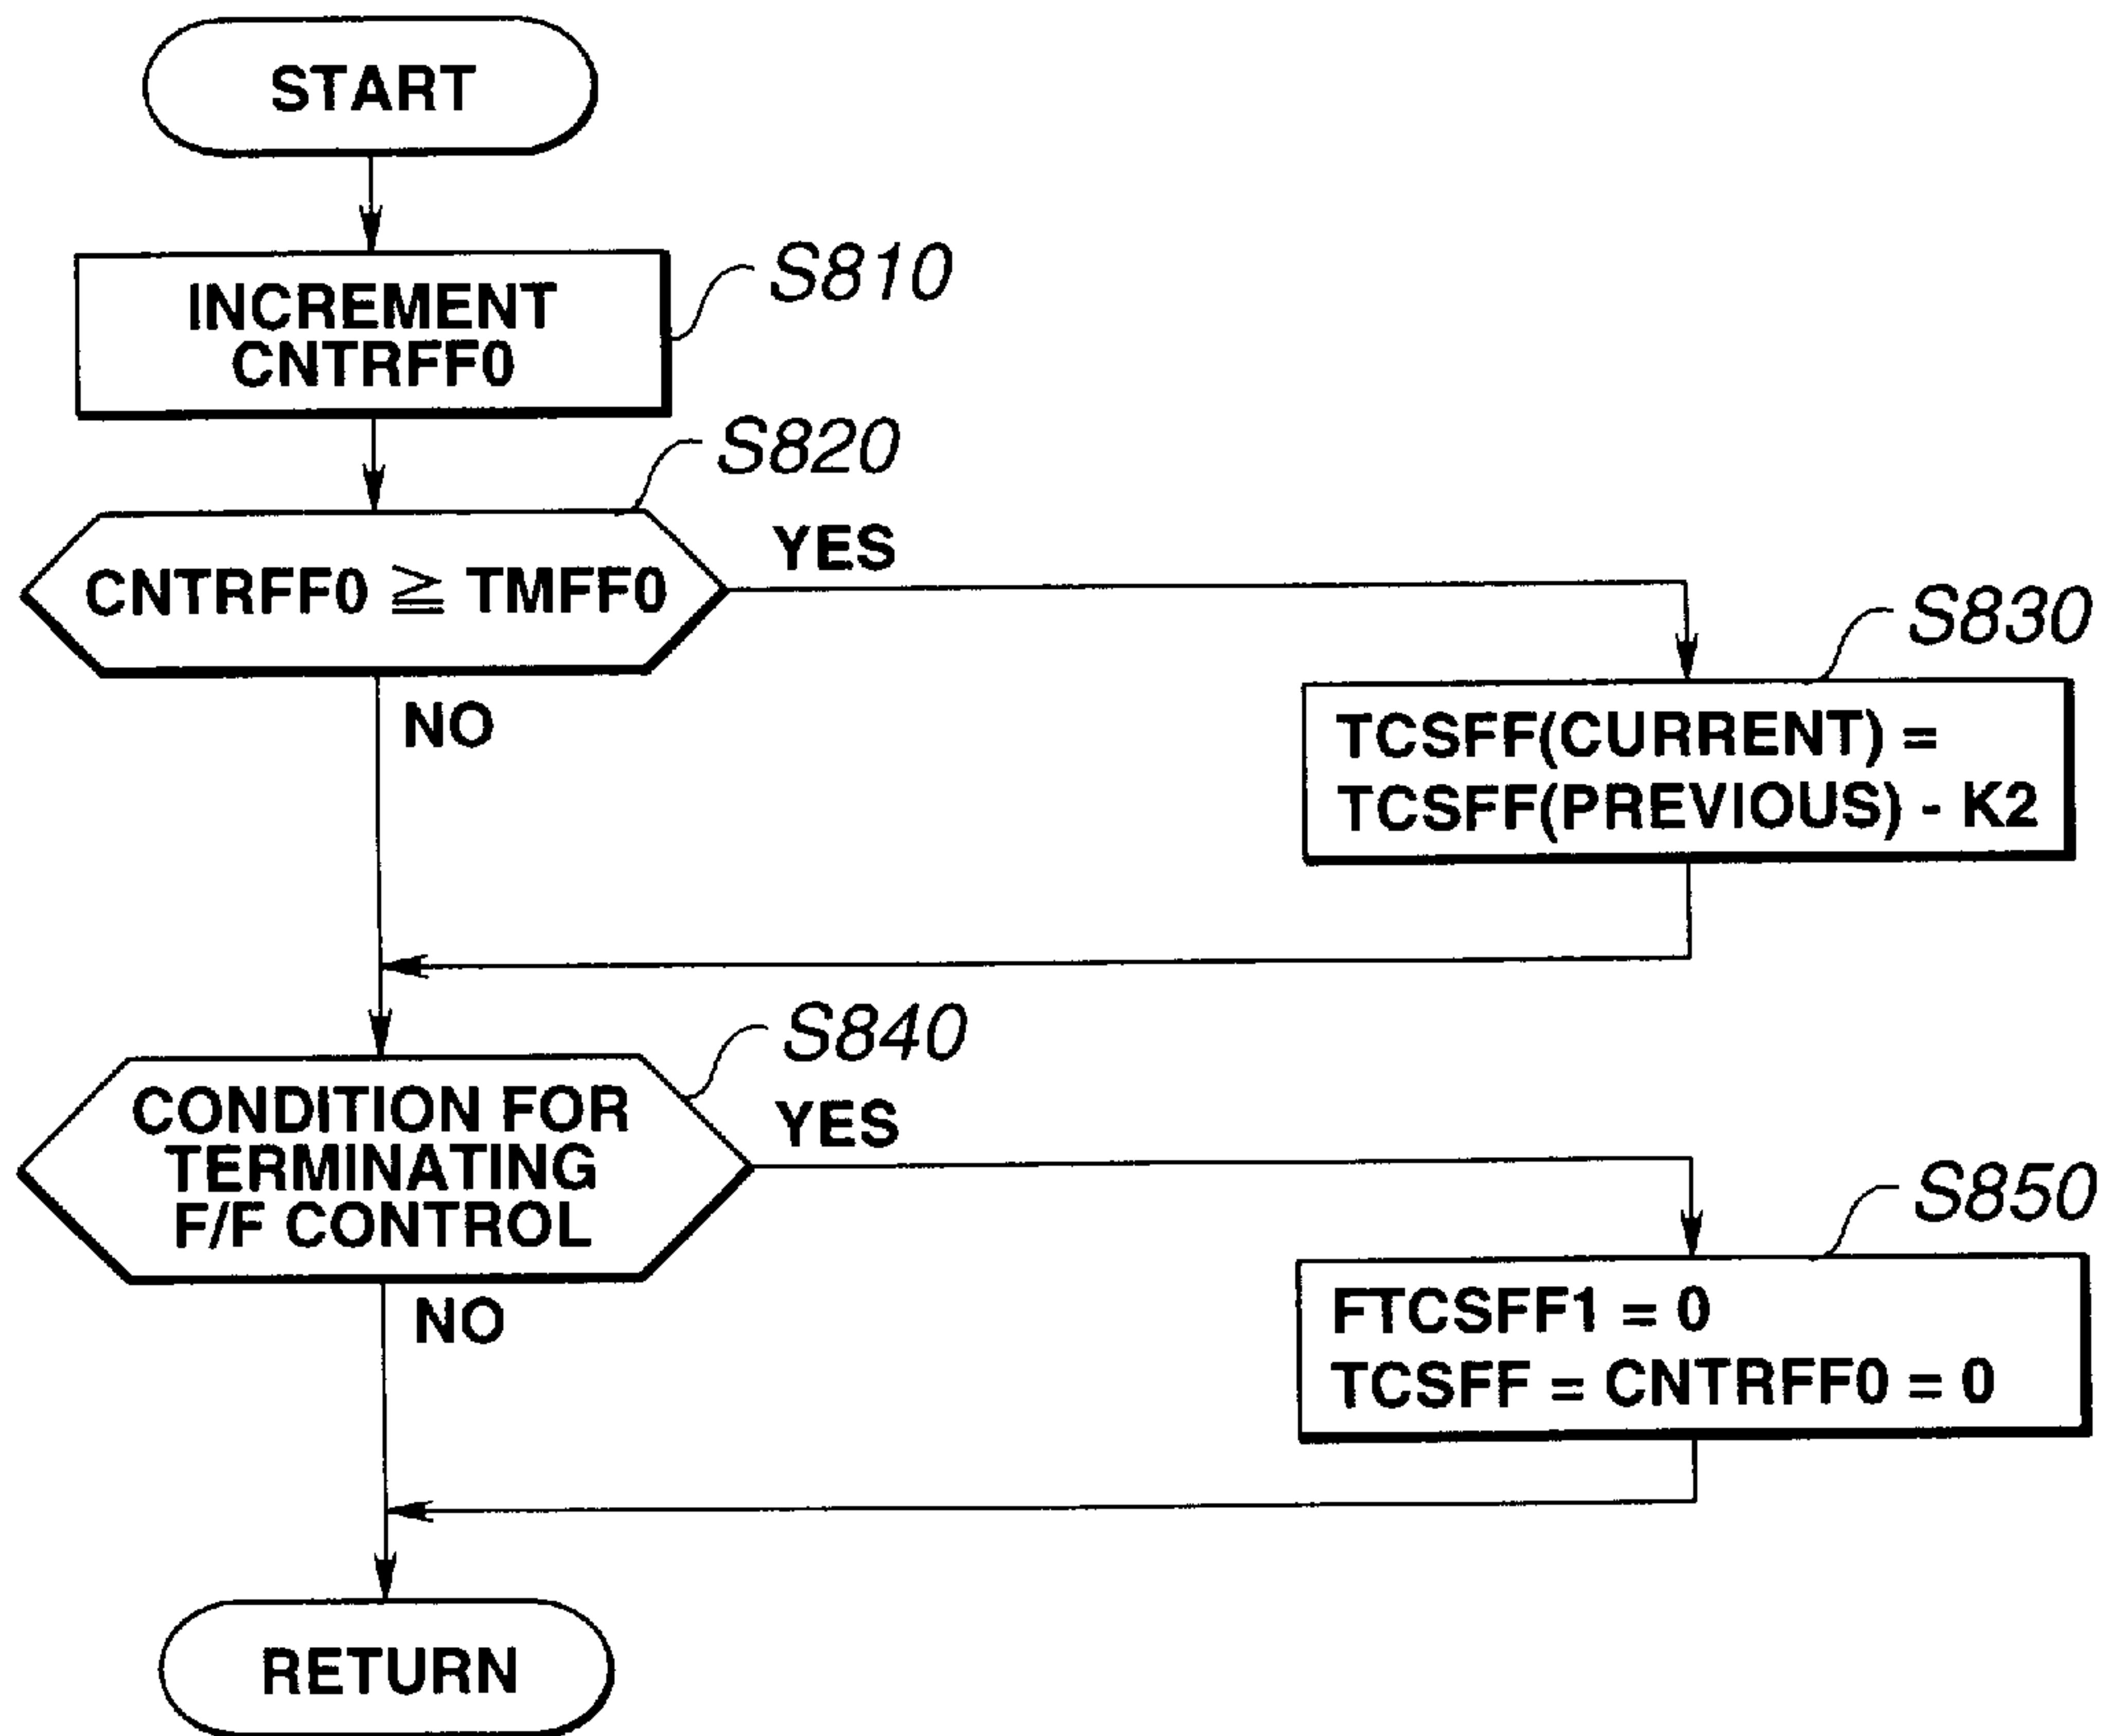 START
INCREMENT
CNTRFF0
S810
S820
CNTRFF0 ≧ TMFF0
YES
NO
S830
TCSFF(CURRENT) =
TCSFF(PREVIOUS) - K2
S840
CONDITION FOR
TERMINATING
F/F CONTROL
YES
NO
S850
FTCSFF1 = 0
TCSFF = CNTRFF0 = 0
RETURN